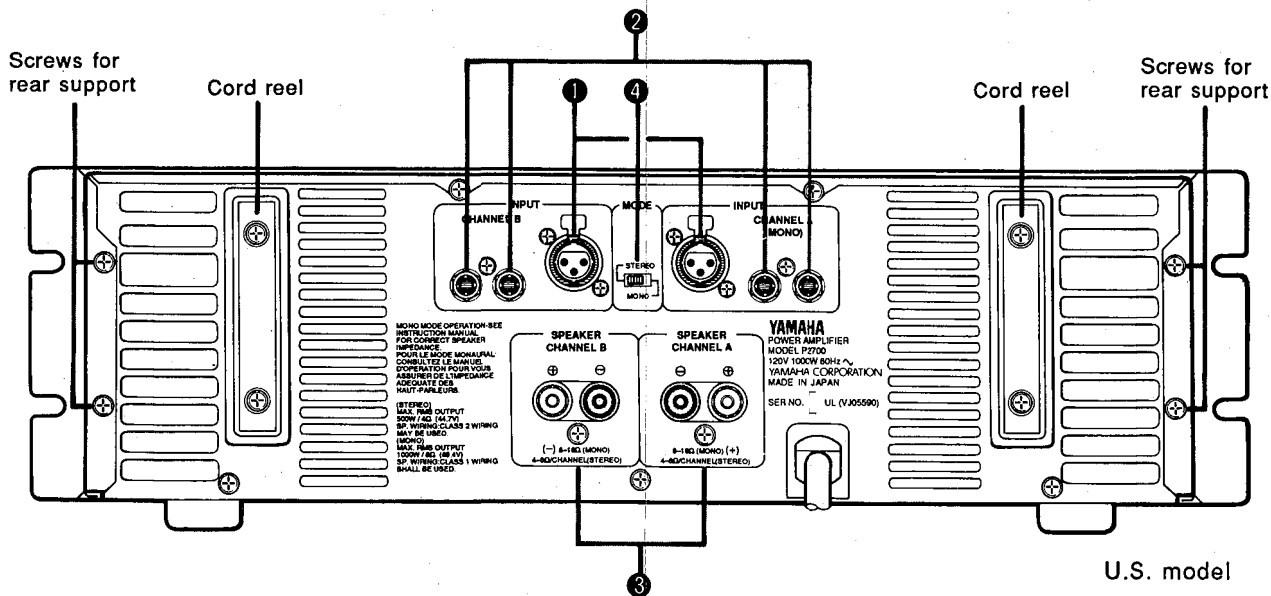 ❷
Screws for
rear support
Cord reel
❶
❹
Cord reel
Screws for
rear support
INPUT
CHANNEL B
MODE
STEREO
MONO
INPUT
CHANNEL A
(MONO)
MONO MODE OPERATION-SEE
INSTRUCTION MANUAL
FOR CORRECT SPEAKER
IMPEDANCE.
POUR LE MODE MONAURAL:
CONSULTEZ LE MANUEL
D'OPERATION POUR VOUS
ASSURER DE L'IMPEDANCE
ADEQUATE DES
HAUT-PARLEURS.
(STEREO)
MAX. RMS OUTPUT
500W / 4Ω (44.7V)
SP. WIRING:CLASS 2 WIRING
MAY BE USED.
(MONO)
MAX. RMS OUTPUT
1000W / 8Ω (89.4V)
SP. WIRING:CLASS 1 WIRING
SHALL BE USED.
SPEAKER
CHANNEL B
⊕ ⊖
(−) 8–16Ω (MONO)
4–8Ω/CHANNEL(STEREO)
SPEAKER
CHANNEL A
⊖ ⊕
8–16Ω (MONO) (+)
4–8Ω/CHANNEL(STEREO)
YAMAHA
POWER AMPLIFIER
MODEL P2700
120V 1000W 60Hz ∿
YAMAHA CORPORATION
MADE IN JAPAN
SER NO. UL (VJ05590)
❸
U.S. model